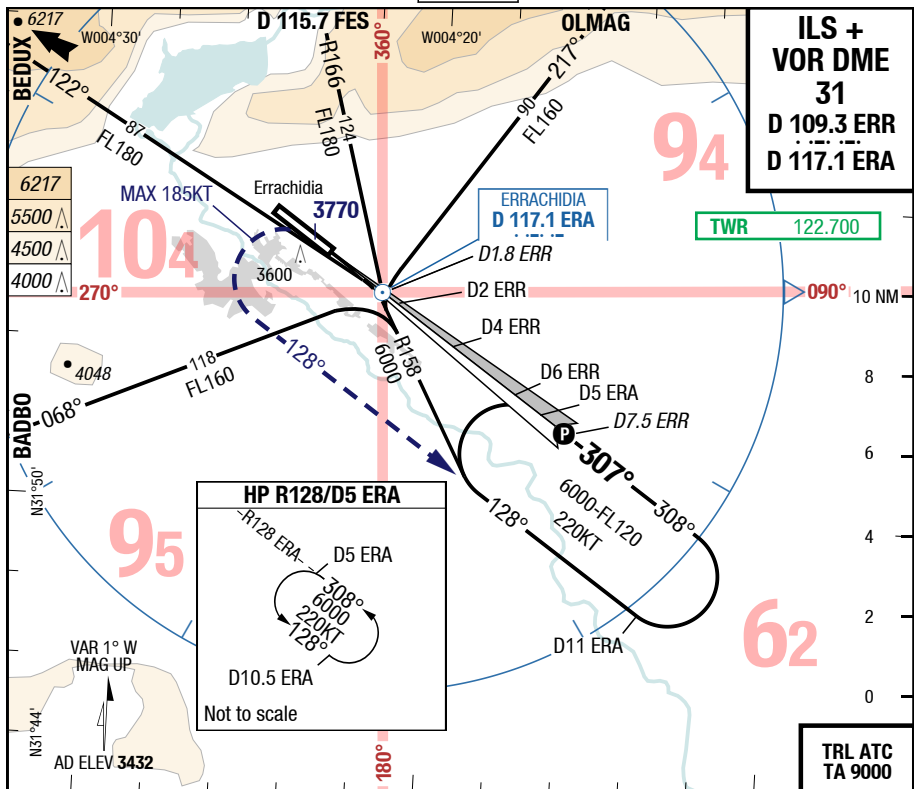 6217
W004°30'
D 115.7 FES
360°
W004°20'
OLMAG
ILS +
VOR DME
31
D 109.3 ERR
D 117.1 ERA
BEDUX
122°
87
FL180
R166
124
FL180
217°
90
FL160
94
6217
5500
4500
4000
MAX 185KT
Errachidia
3770
3600
104
ERRACHIDIA
D 117.1 ERA
TWR 122.700
D1.8 ERR
D2 ERR
D4 ERR
D6 ERR
D5 ERA
D7.5 ERR
270°
090°
10 NM
8
6
4
2
0
4048
118
FL160
068°
BADBO
128°
R158
6000
P
307°
308°
6000-FL120
220KT
128°
D11 ERA
N31°50'
95
62
HP R128/D5 ERA
R128 ERA
D5 ERA
308°
6000
220KT
128°
D10.5 ERA
Not to scale
VAR 1° W
MAG UP
N31°44'
AD ELEV 3432
180°
TRL ATC
TA 9000